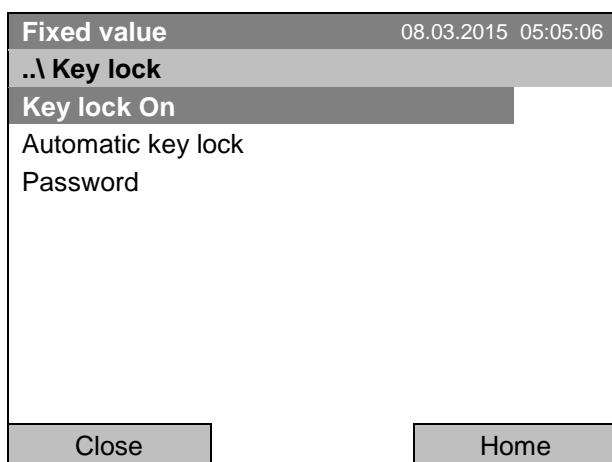 Fixed value 08.03.2015 05:05:06
..\ Key lock
Key lock On
Automatic key lock
Password
Close Home